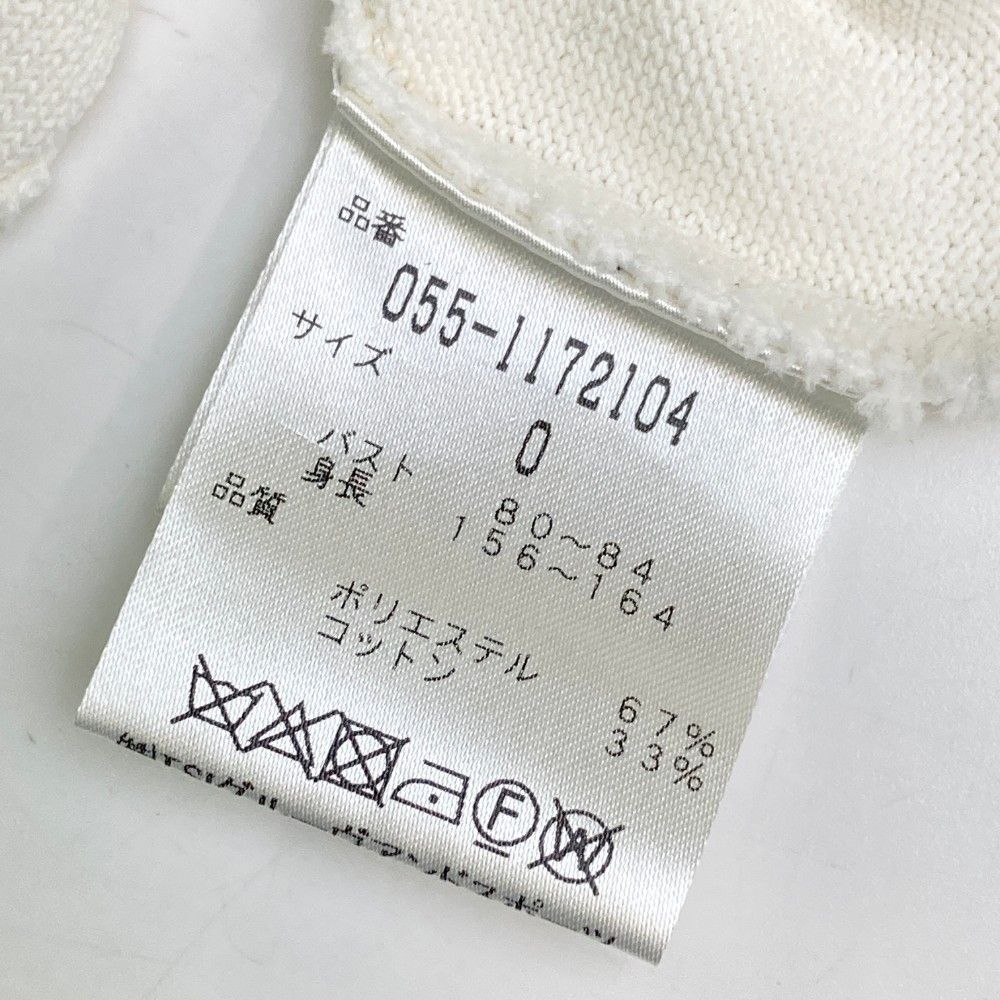 品番
055-1172104
サイズ
0
バスト 80～84
身長 156～164
品質
ポリエステル 67%
コットン 33%
F
W